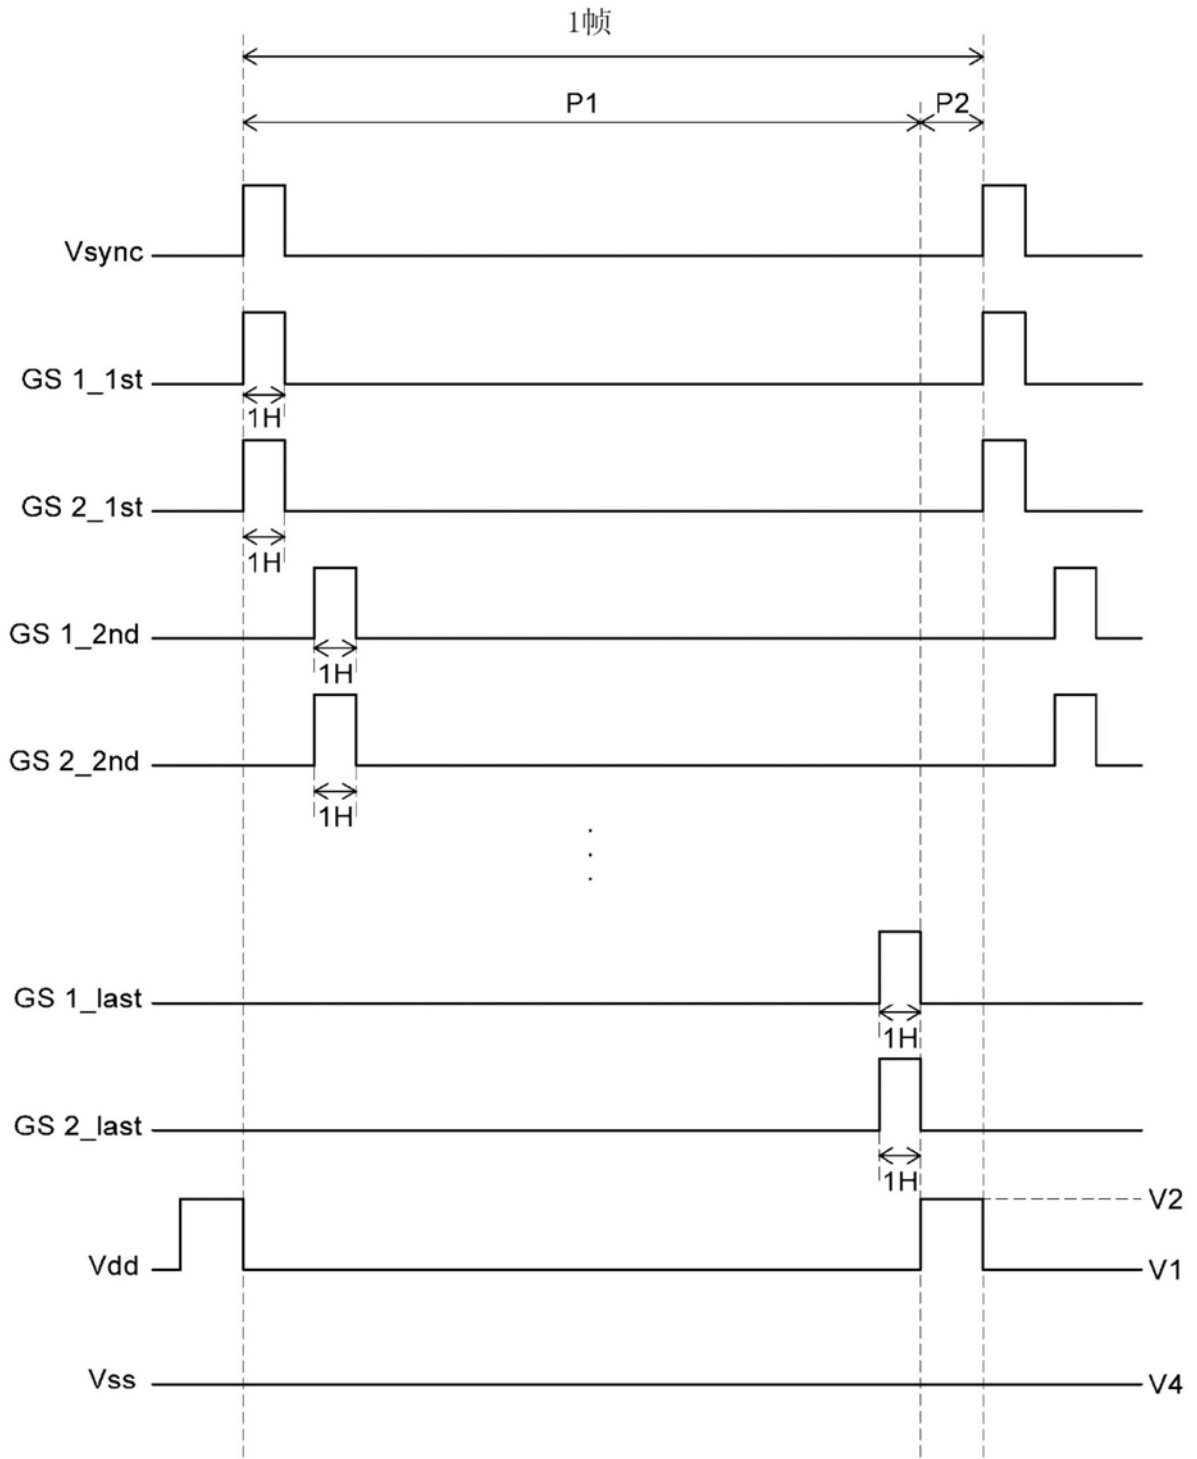 1帧
P1 P2
Vsync
GS 1_1st
1H
GS 2_1st
1H
GS 1_2nd
1H
GS 2_2nd
1H
GS 1_last
1H
GS 2_last
1H
V2
Vdd V1
Vss V4